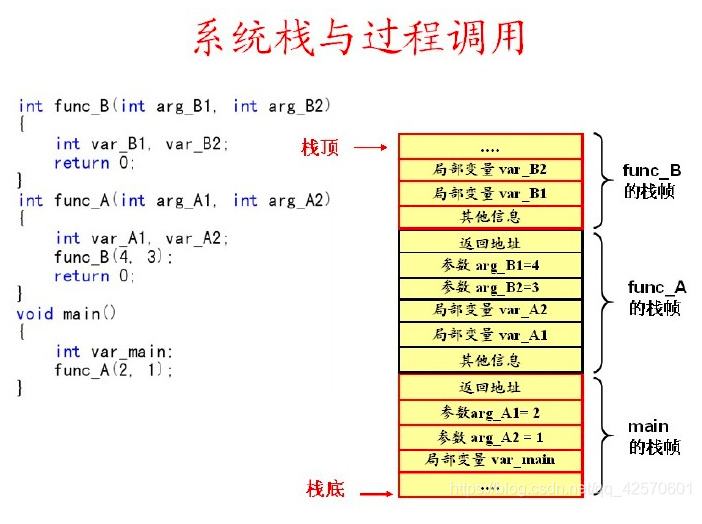 系统栈与过程调用
int func_B(int arg_B1, int arg_B2)
{
int var_B1, var_B2;
return 0;
}
int func_A(int arg_A1, int arg_A2)
{
int var_A1, var_A2;
func_B(4, 3);
return 0;
}
void main()
{
int var_main;
func_A(2, 1);
}
栈顶
....
局部变量 var_B2
局部变量 var_B1
其他信息
返回地址
参数 arg_B1=4
参数 arg_B2=3
局部变量 var_A2
局部变量 var_A1
其他信息
返回地址
参数arg_A1= 2
参数 arg_A2 = 1
局部变量 var_main
....
栈底
func_B
的栈帧
func_A
的栈帧
main
的栈帧
https://blog.csdn.net/qq_42570601